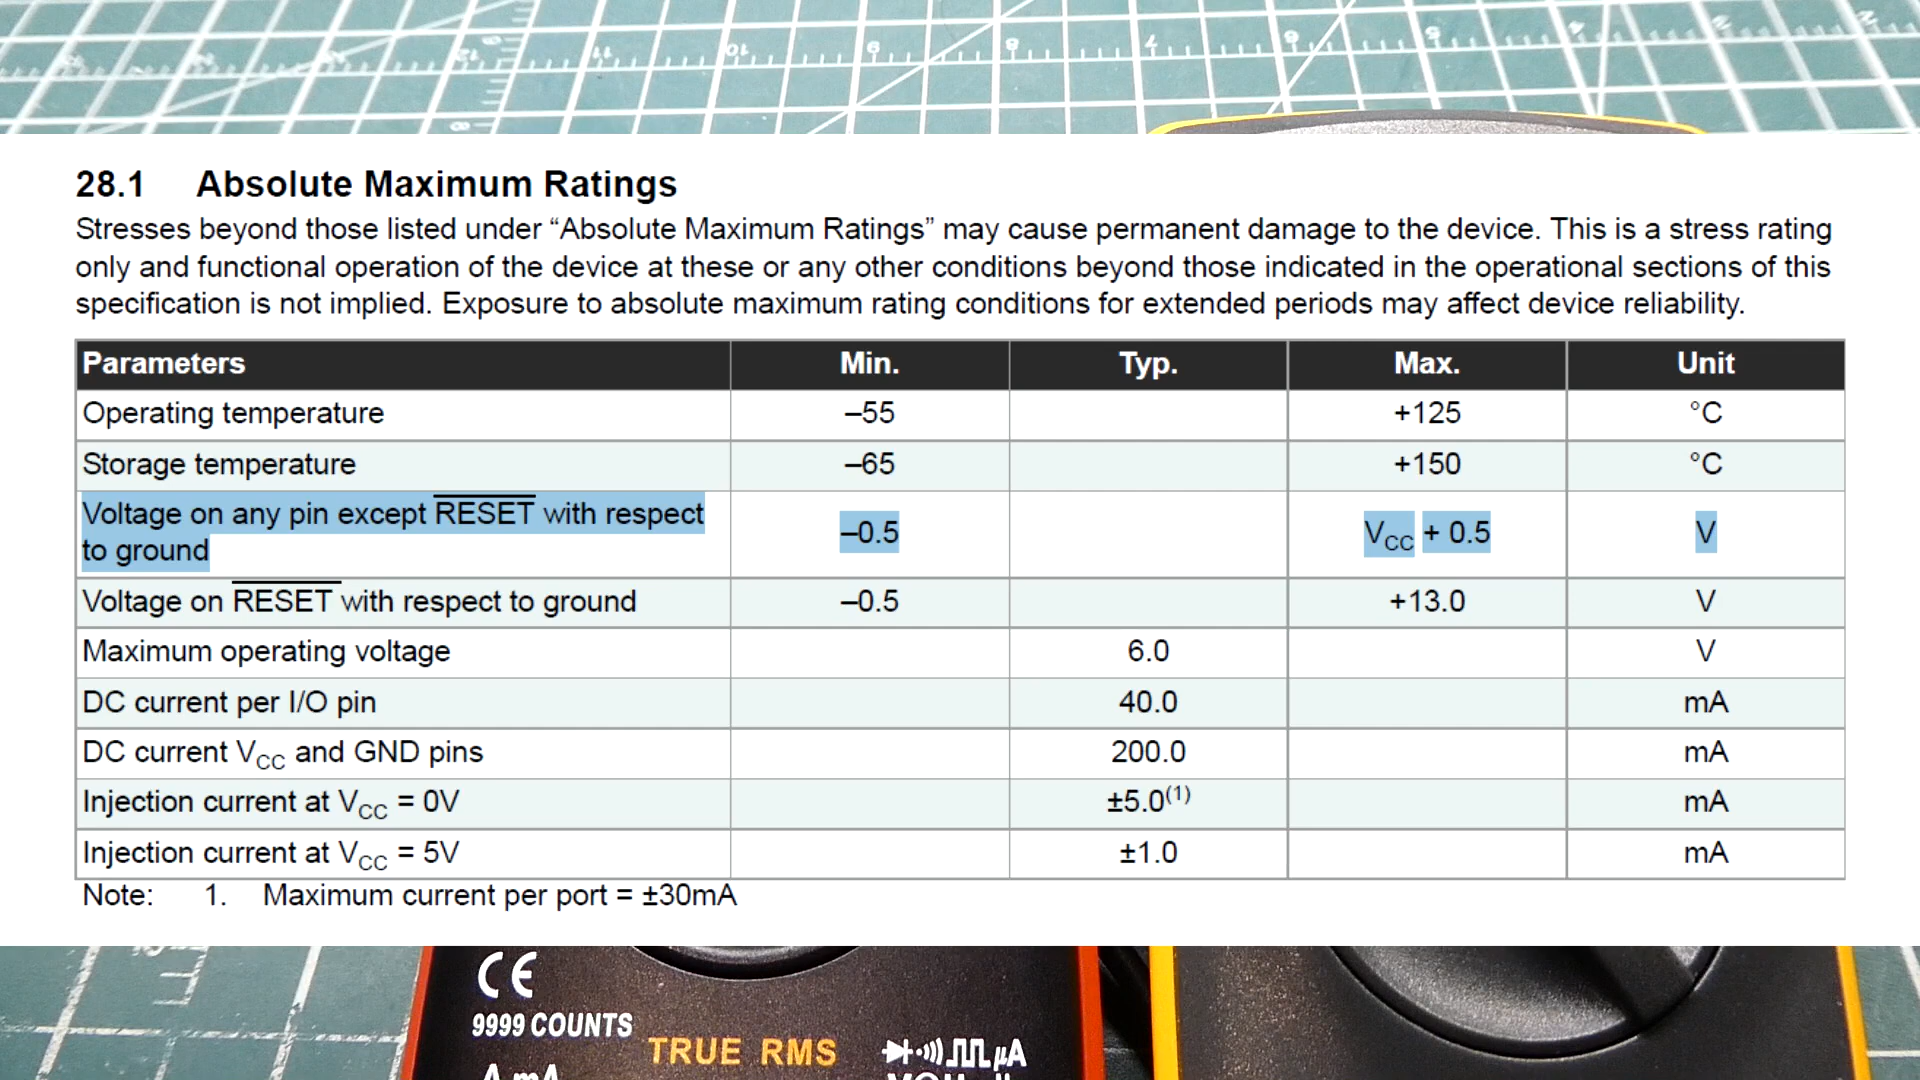 28.1 Absolute Maximum Ratings
Stresses beyond those listed under “Absolute Maximum Ratings” may cause permanent damage to the device. This is a stress rating
only and functional operation of the device at these or any other conditions beyond those indicated in the operational sections of this
specification is not implied. Exposure to absolute maximum rating conditions for extended periods may affect device reliability.
Parameters Min. Typ. Max. Unit
Operating temperature –55 +125 °C
Storage temperature –65 +150 °C
Voltage on any pin except RESET with respect
to ground –0.5 VCC + 0.5 V
Voltage on RESET with respect to ground –0.5 +13.0 V
Maximum operating voltage 6.0 V
DC current per I/O pin 40.0 mA
DC current VCC and GND pins 200.0 mA
Injection current at VCC = 0V ±5.0(1) mA
Injection current at VCC = 5V ±1.0 mA
Note: 1. Maximum current per port = ±30mA
CE
9999 COUNTS
TRUE RMS
µA